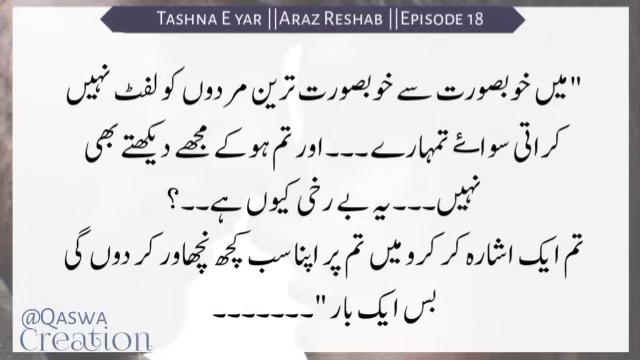 TASHNA E YAR ||ARAZ RESHAB ||EPISODE 18
"میں خوبصورت سے خوبصورت ترین مردوں کو لفٹ نہیں
کراتی سوائے تمہارے۔۔۔اور تم ہو کے مجھے دیکھتے بھی
نہیں۔۔۔یہ بے رخی کیوں ہے۔۔؟
تم ایک اشارہ کر کرو میں تم پر اپنا سب کچھ نچھاور کر دوں گی
بس ایک بار"۔۔۔۔۔۔۔
@QASWA
Creation